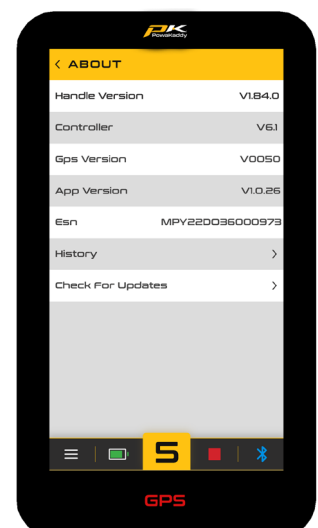 PK
PowaKaddy
< ABOUT
Handle Version V1.84.0
Controller V6.1
Gps Version V0050
App Version V1.0.26
Esn MPY22D036000973
History >
Check For Updates >
5
GPS